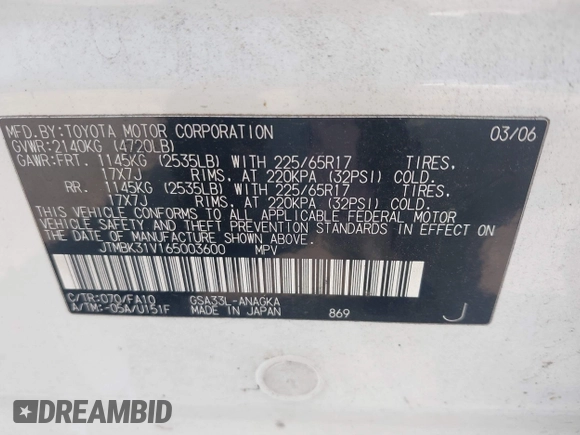 MFD.BY:TOYOTA MOTOR CORPORATION 03/06
GVWR:2140KG (4720LB)
GAWR:FRT. 1145KG (2535LB) WITH 225/65R17 TIRES,
17X7J RIMS, AT 220KPA (32PSI) COLD.
RR. 1145KG (2535LB) WITH 225/65R17 TIRES,
17X7J RIMS, AT 220KPA (32PSI) COLD.
THIS VEHICLE CONFORMS TO ALL APPLICABLE FEDERAL MOTOR
VEHICLE SAFETY AND THEFT PREVENTION STANDARDS IN EFFECT ON
THE DATE OF MANUFACTURE SHOWN ABOVE.
JTMBK31V165003600 MPV
C/TR:070/FA10 GSA33L-ANAGKA
A/TM:-05A/U151F MADE IN JAPAN 869 J
DREAMBID